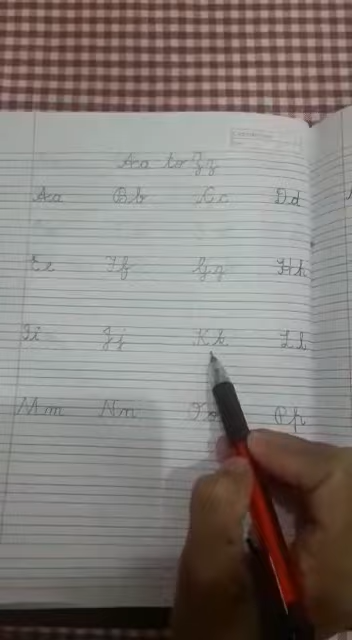 Aa to Zz
Aa Bb Cc Dd
Ee Ff Gg Hh
Ii Jj Kk Ll
Mm Nn Oo Pp